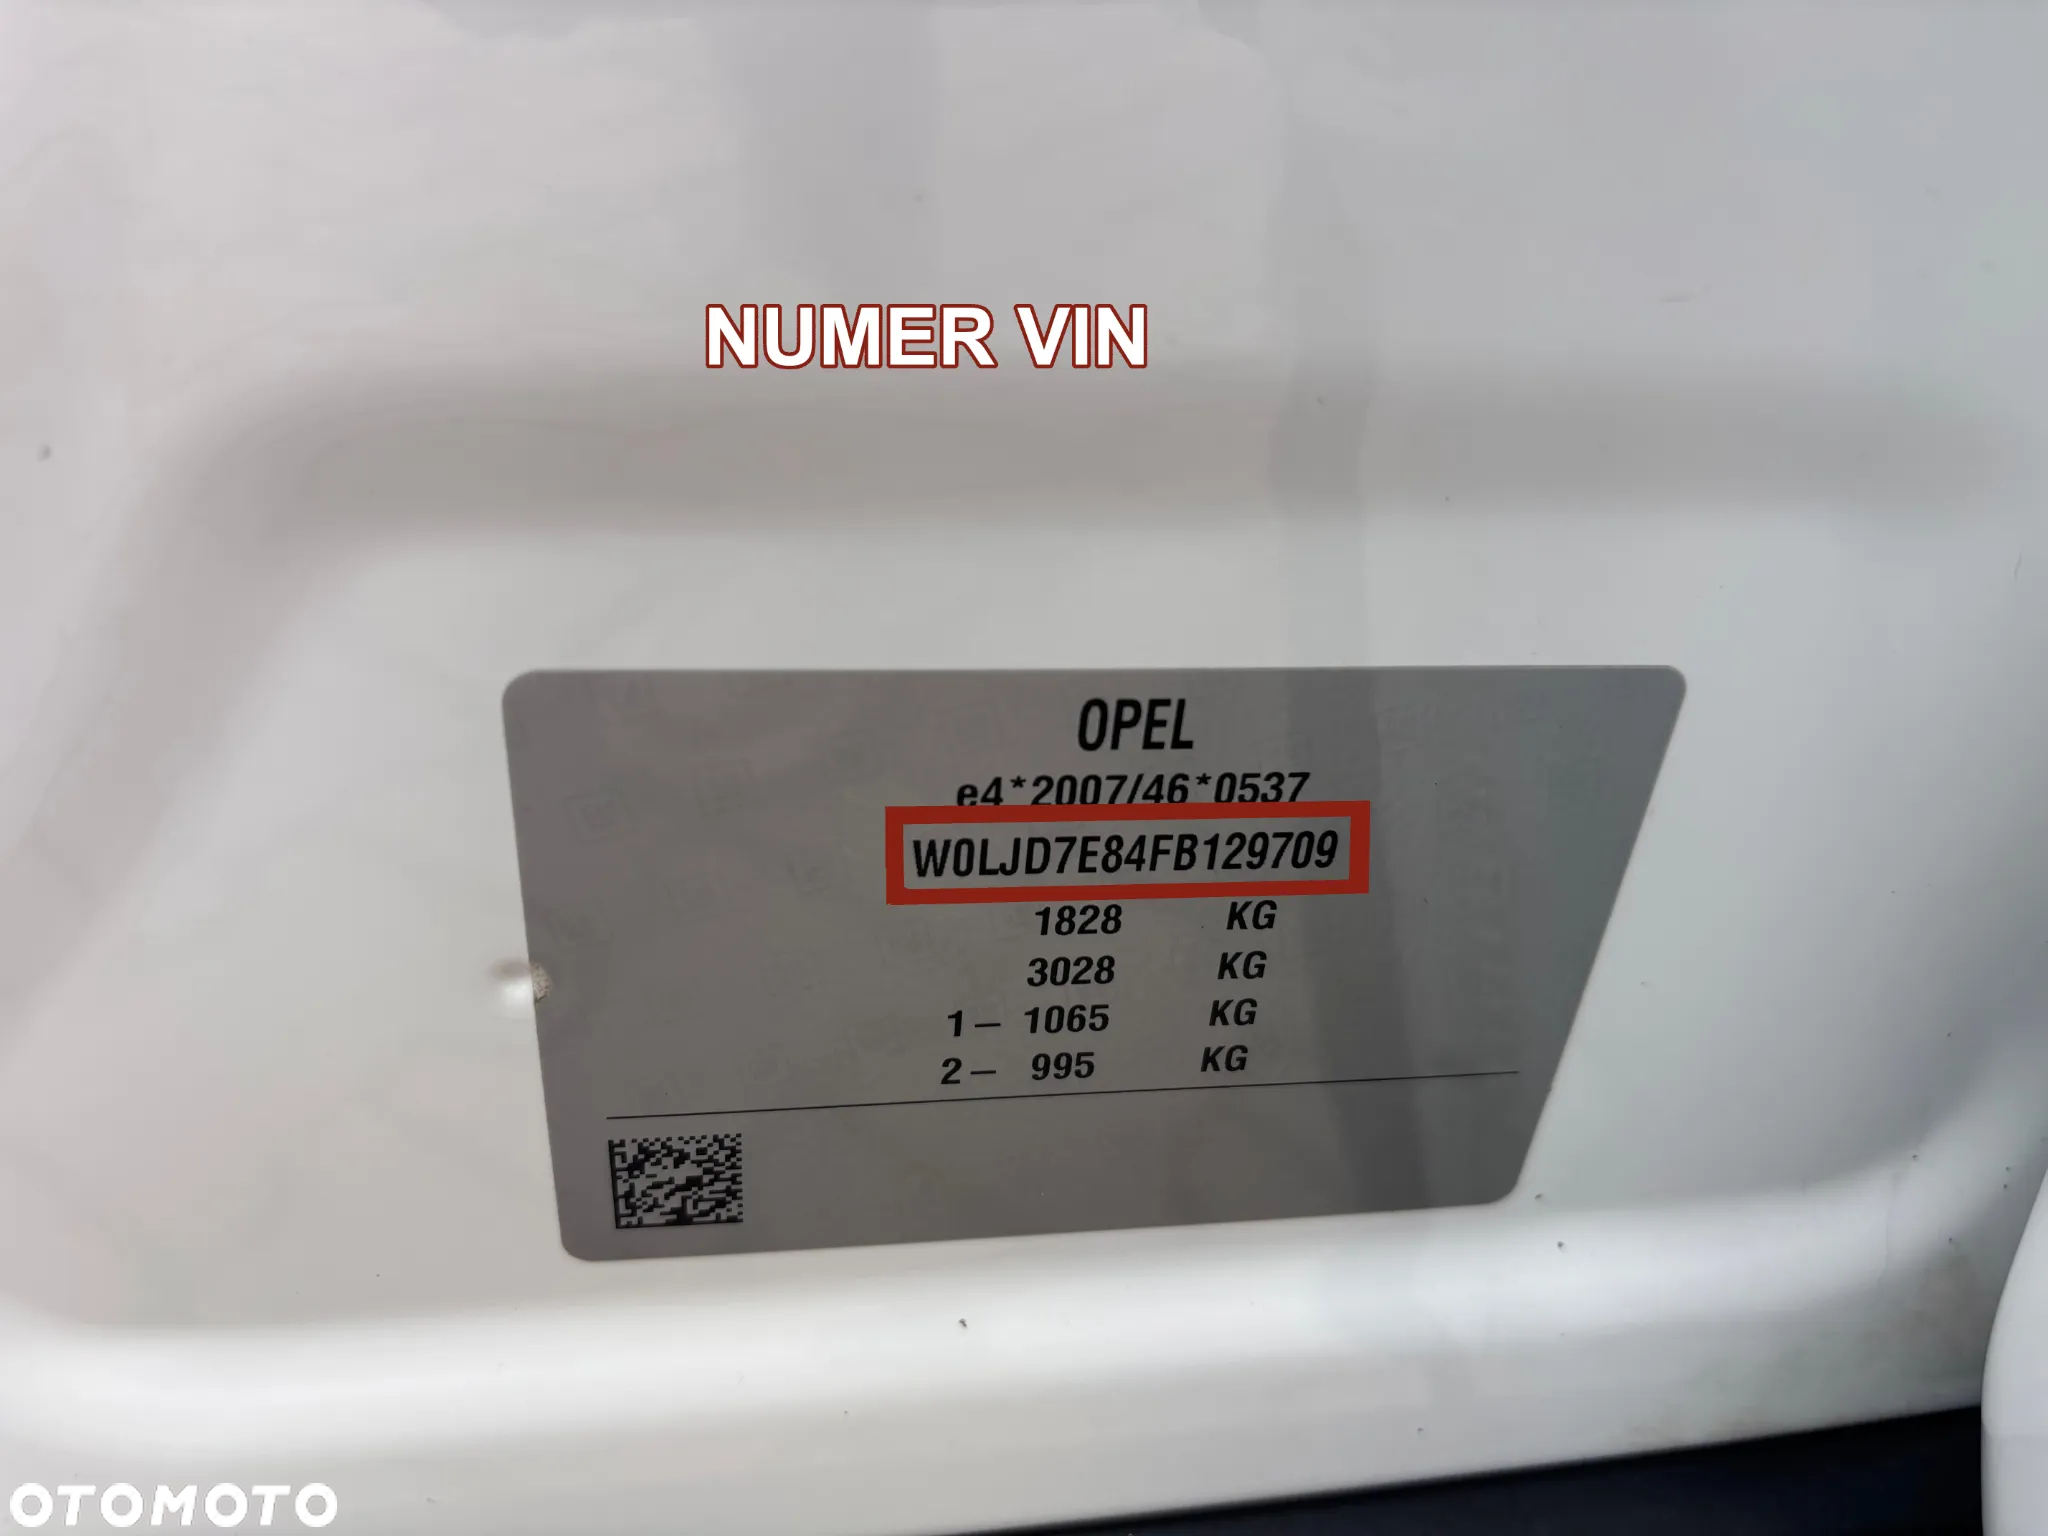 NUMER VIN
OPEL
e4*2007/46*0537
W0LJD7E84FB129709
1828 KG
3028 KG
1- 1065 KG
2- 995 KG
OTOMOTO